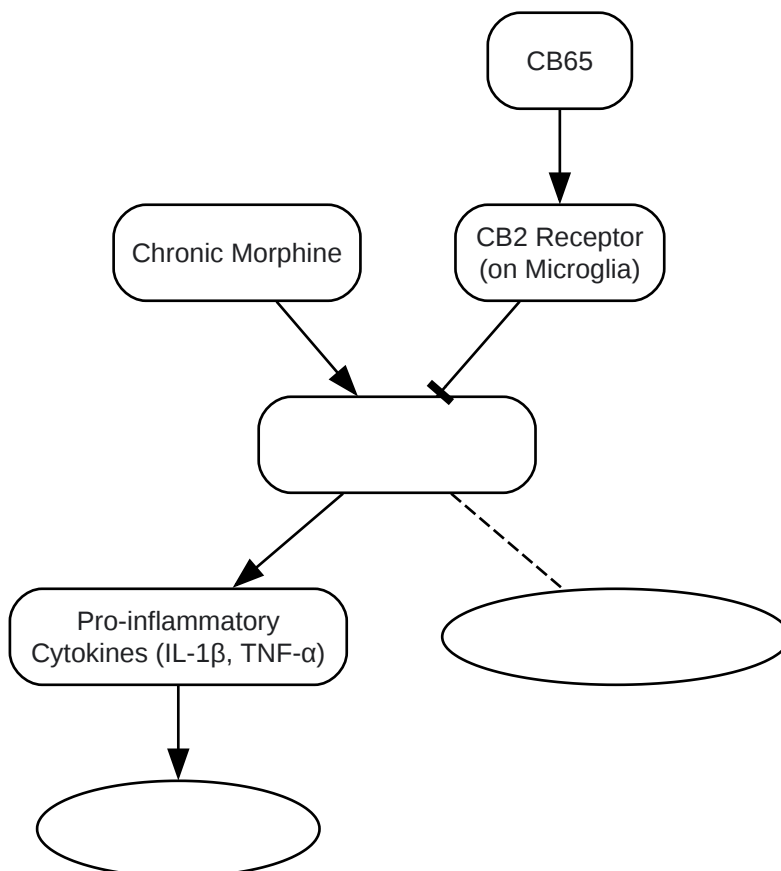 CB65
Chronic Morphine
CB2 Receptor
(on Microglia)
Pro-inflammatory
Cytokines (IL-1β, TNF-α)